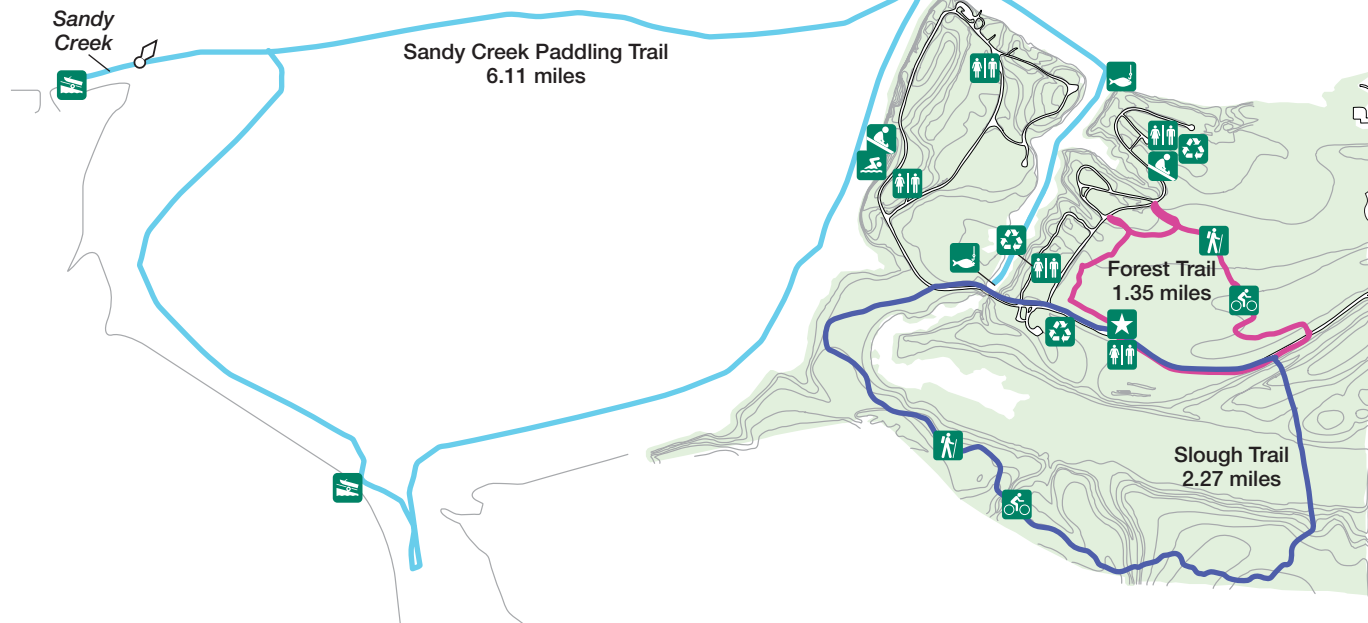 Sandy
Creek
Sandy Creek Paddling Trail
6.11 miles
Forest Trail
1.35 miles
Slough Trail
2.27 miles